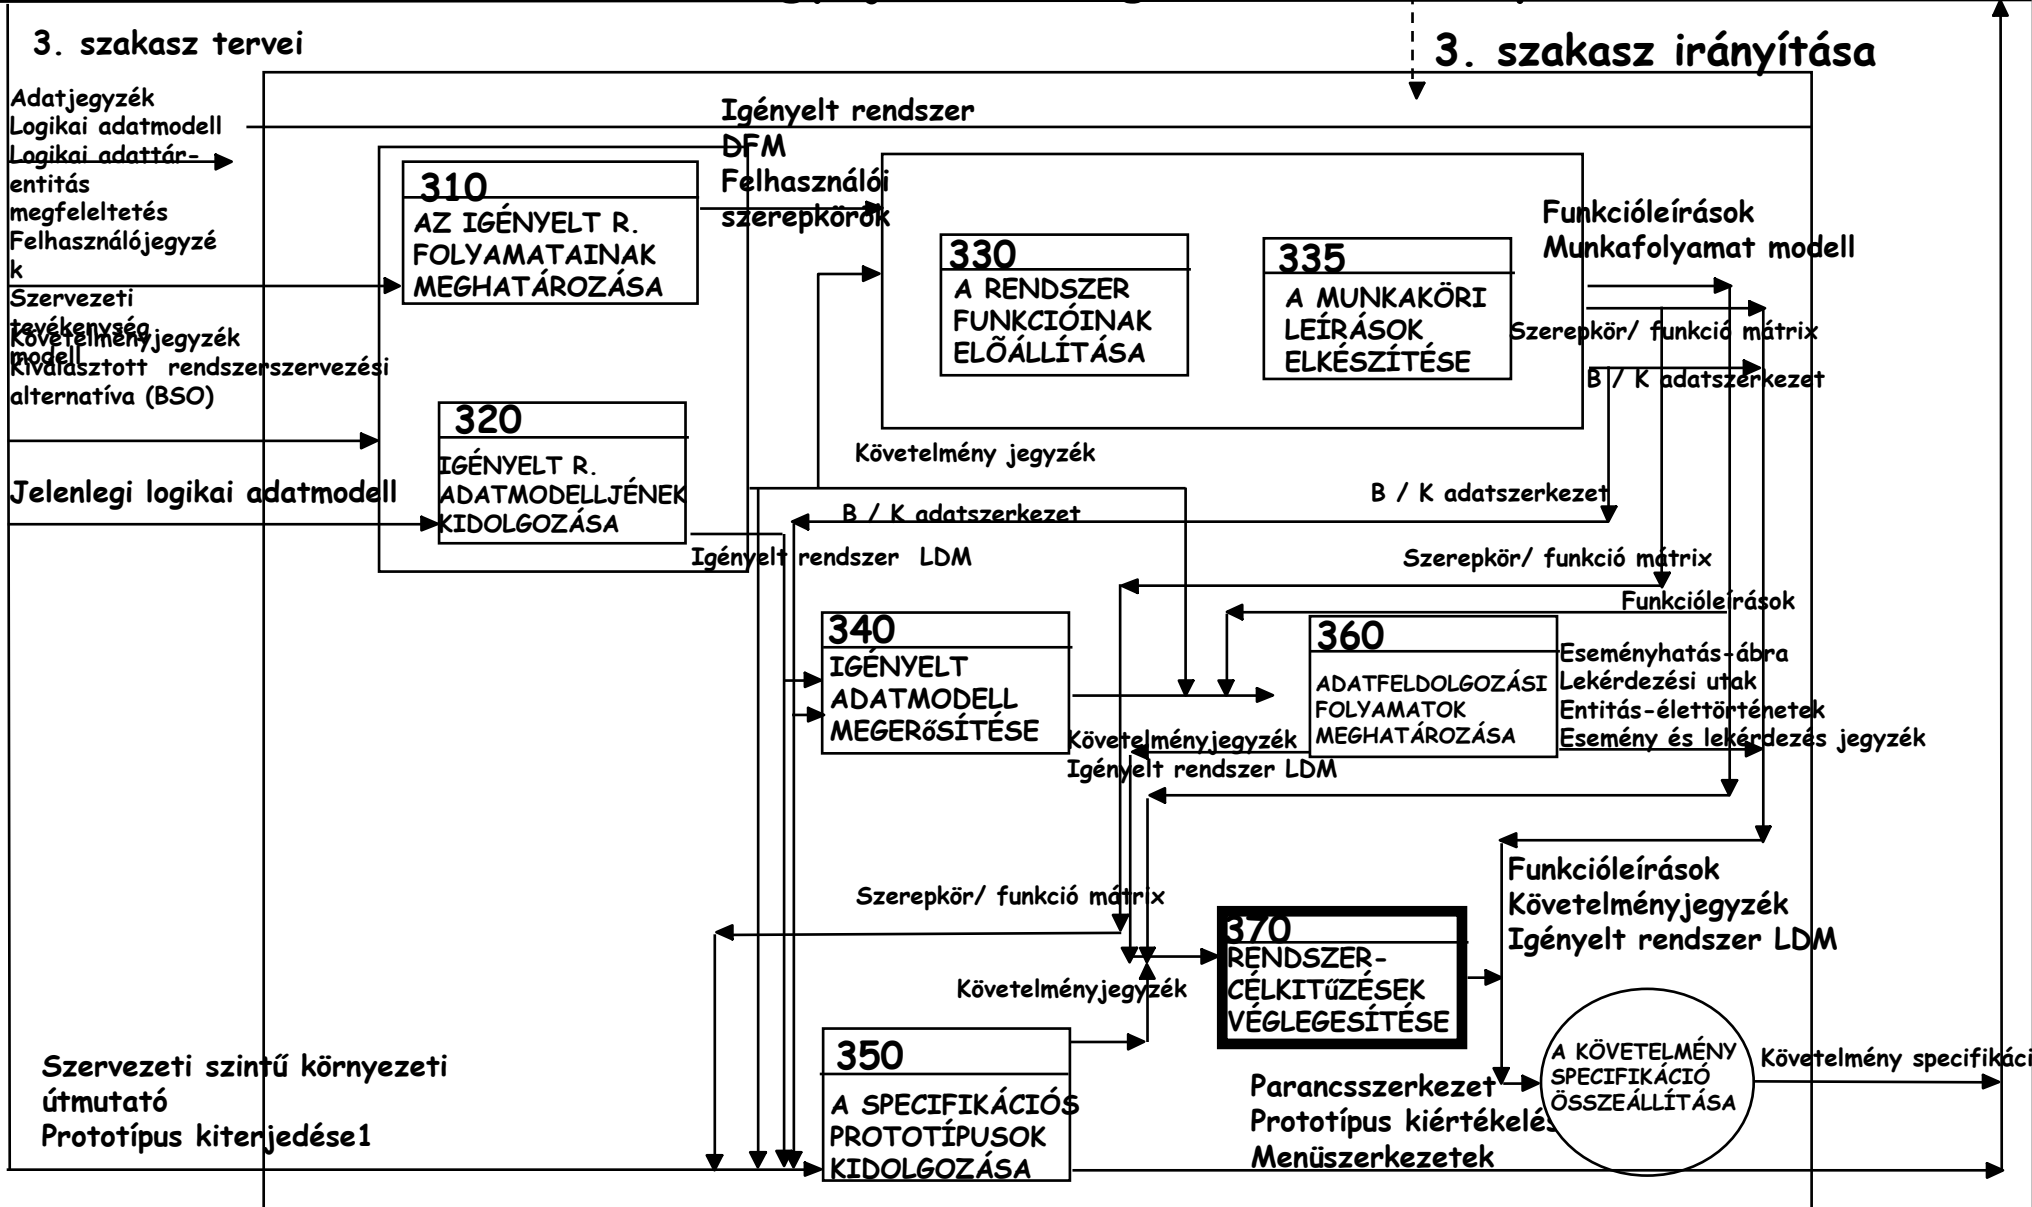 3. szakasz tervei
3. szakasz irányítása
Adatjegyzék
Logikai adatmodell
Logikai adattár-
entitás
megfeleltetés
Felhasználójegyzé
k
Szervezeti
tevékenység
modell
Követelményjegyzék
Kiválasztott rendszerszervezési
alternatíva (BSO)
Jelenlegi logikai adatmodell
Igényelt rendszer
DFM
Felhasználói
szerepkörök
310
AZ IGÉNYELT R.
FOLYAMATAINAK
MEGHATÁROZÁSA
320
IGÉNYELT R.
ADATMODELLJÉNEK
KIDOLGOZÁSA
330
A RENDSZER
FUNKCIÓINAK
ELÕÁLLÍTÁSA
335
A MUNKAKÖRI
LEÍRÁSOK
ELKÉSZÍTÉSE
Funkcióleírások
Munkafolyamat modell
Szerepkör/ funkció mátrix
B / K adatszerkezet
Követelmény jegyzék
B / K adatszerkezet
B / K adatszerkezet
Igényelt rendszer LDM
Szerepkör/ funkció mátrix
Funkcióleírások
340
IGÉNYELT
ADATMODELL
MEGERőSÍTÉSE
360
ADATFELDOLGOZÁSI
FOLYAMATOK
MEGHATÁROZÁSA
Eseményhatás-ábra
Lekérdezési utak
Entitás-élettörténetek
Esemény és lekérdezés jegyzék
Követelményjegyzék
Igényelt rendszer LDM
Szerepkör/ funkció mátrix
Funkcióleírások
Követelményjegyzék
Igényelt rendszer LDM
370
RENDSZER-
CÉLKITűZÉSEK
VÉGLEGESÍTÉSE
Követelményjegyzék
350
A SPECIFIKÁCIÓS
PROTOTÍPUSOK
KIDOLGOZÁSA
Szervezeti szintű környezeti
útmutató
Prototípus kiterjedése1
Parancsszerkezet
Prototípus kiértékelés
Menüszerkezetek
A KÖVETELMÉNY
SPECIFIKÁCIÓ
ÖSSZEÁLLÍTÁSA
Követelmény specifikáci